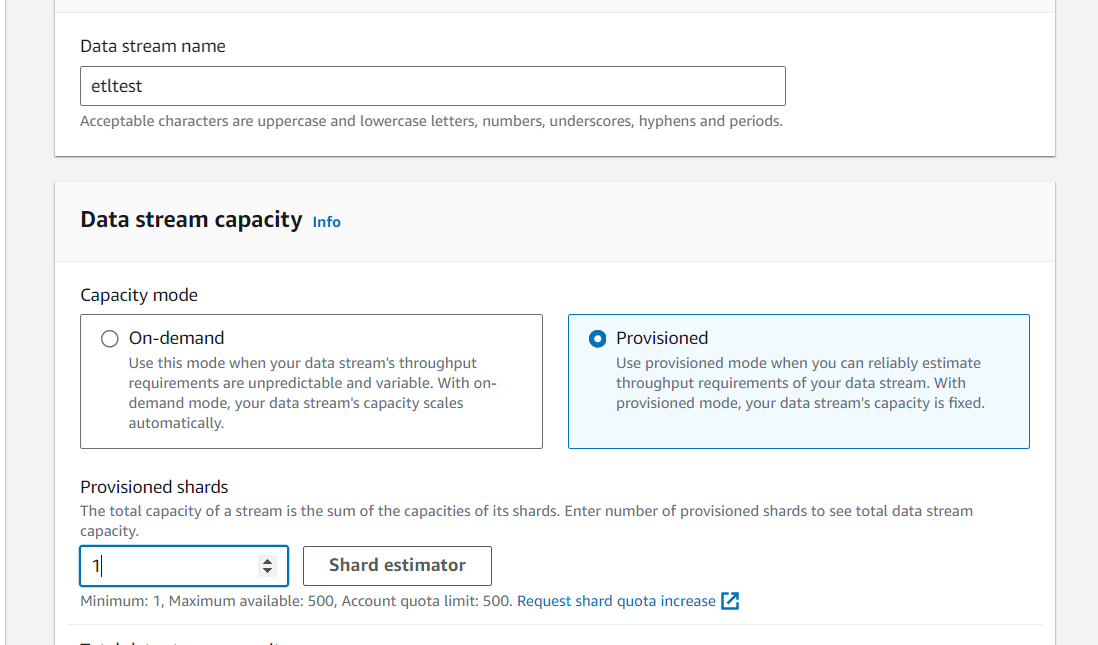 Data stream name
etltest
Acceptable characters are uppercase and lowercase letters, numbers, underscores, hyphens and periods.
Data stream capacity Info
Capacity mode
On-demand
Use this mode when your data stream's throughput
requirements are unpredictable and variable. With on-
demand mode, your data stream's capacity scales
automatically.
Provisioned
Use provisioned mode when you can reliably estimate
throughput requirements of your data stream. With
provisioned mode, your data stream's capacity is fixed.
Provisioned shards
The total capacity of a stream is the sum of the capacities of its shards. Enter number of provisioned shards to see total data stream
capacity.
1
Shard estimator
Minimum: 1, Maximum available: 500, Account quota limit: 500. Request shard quota increase